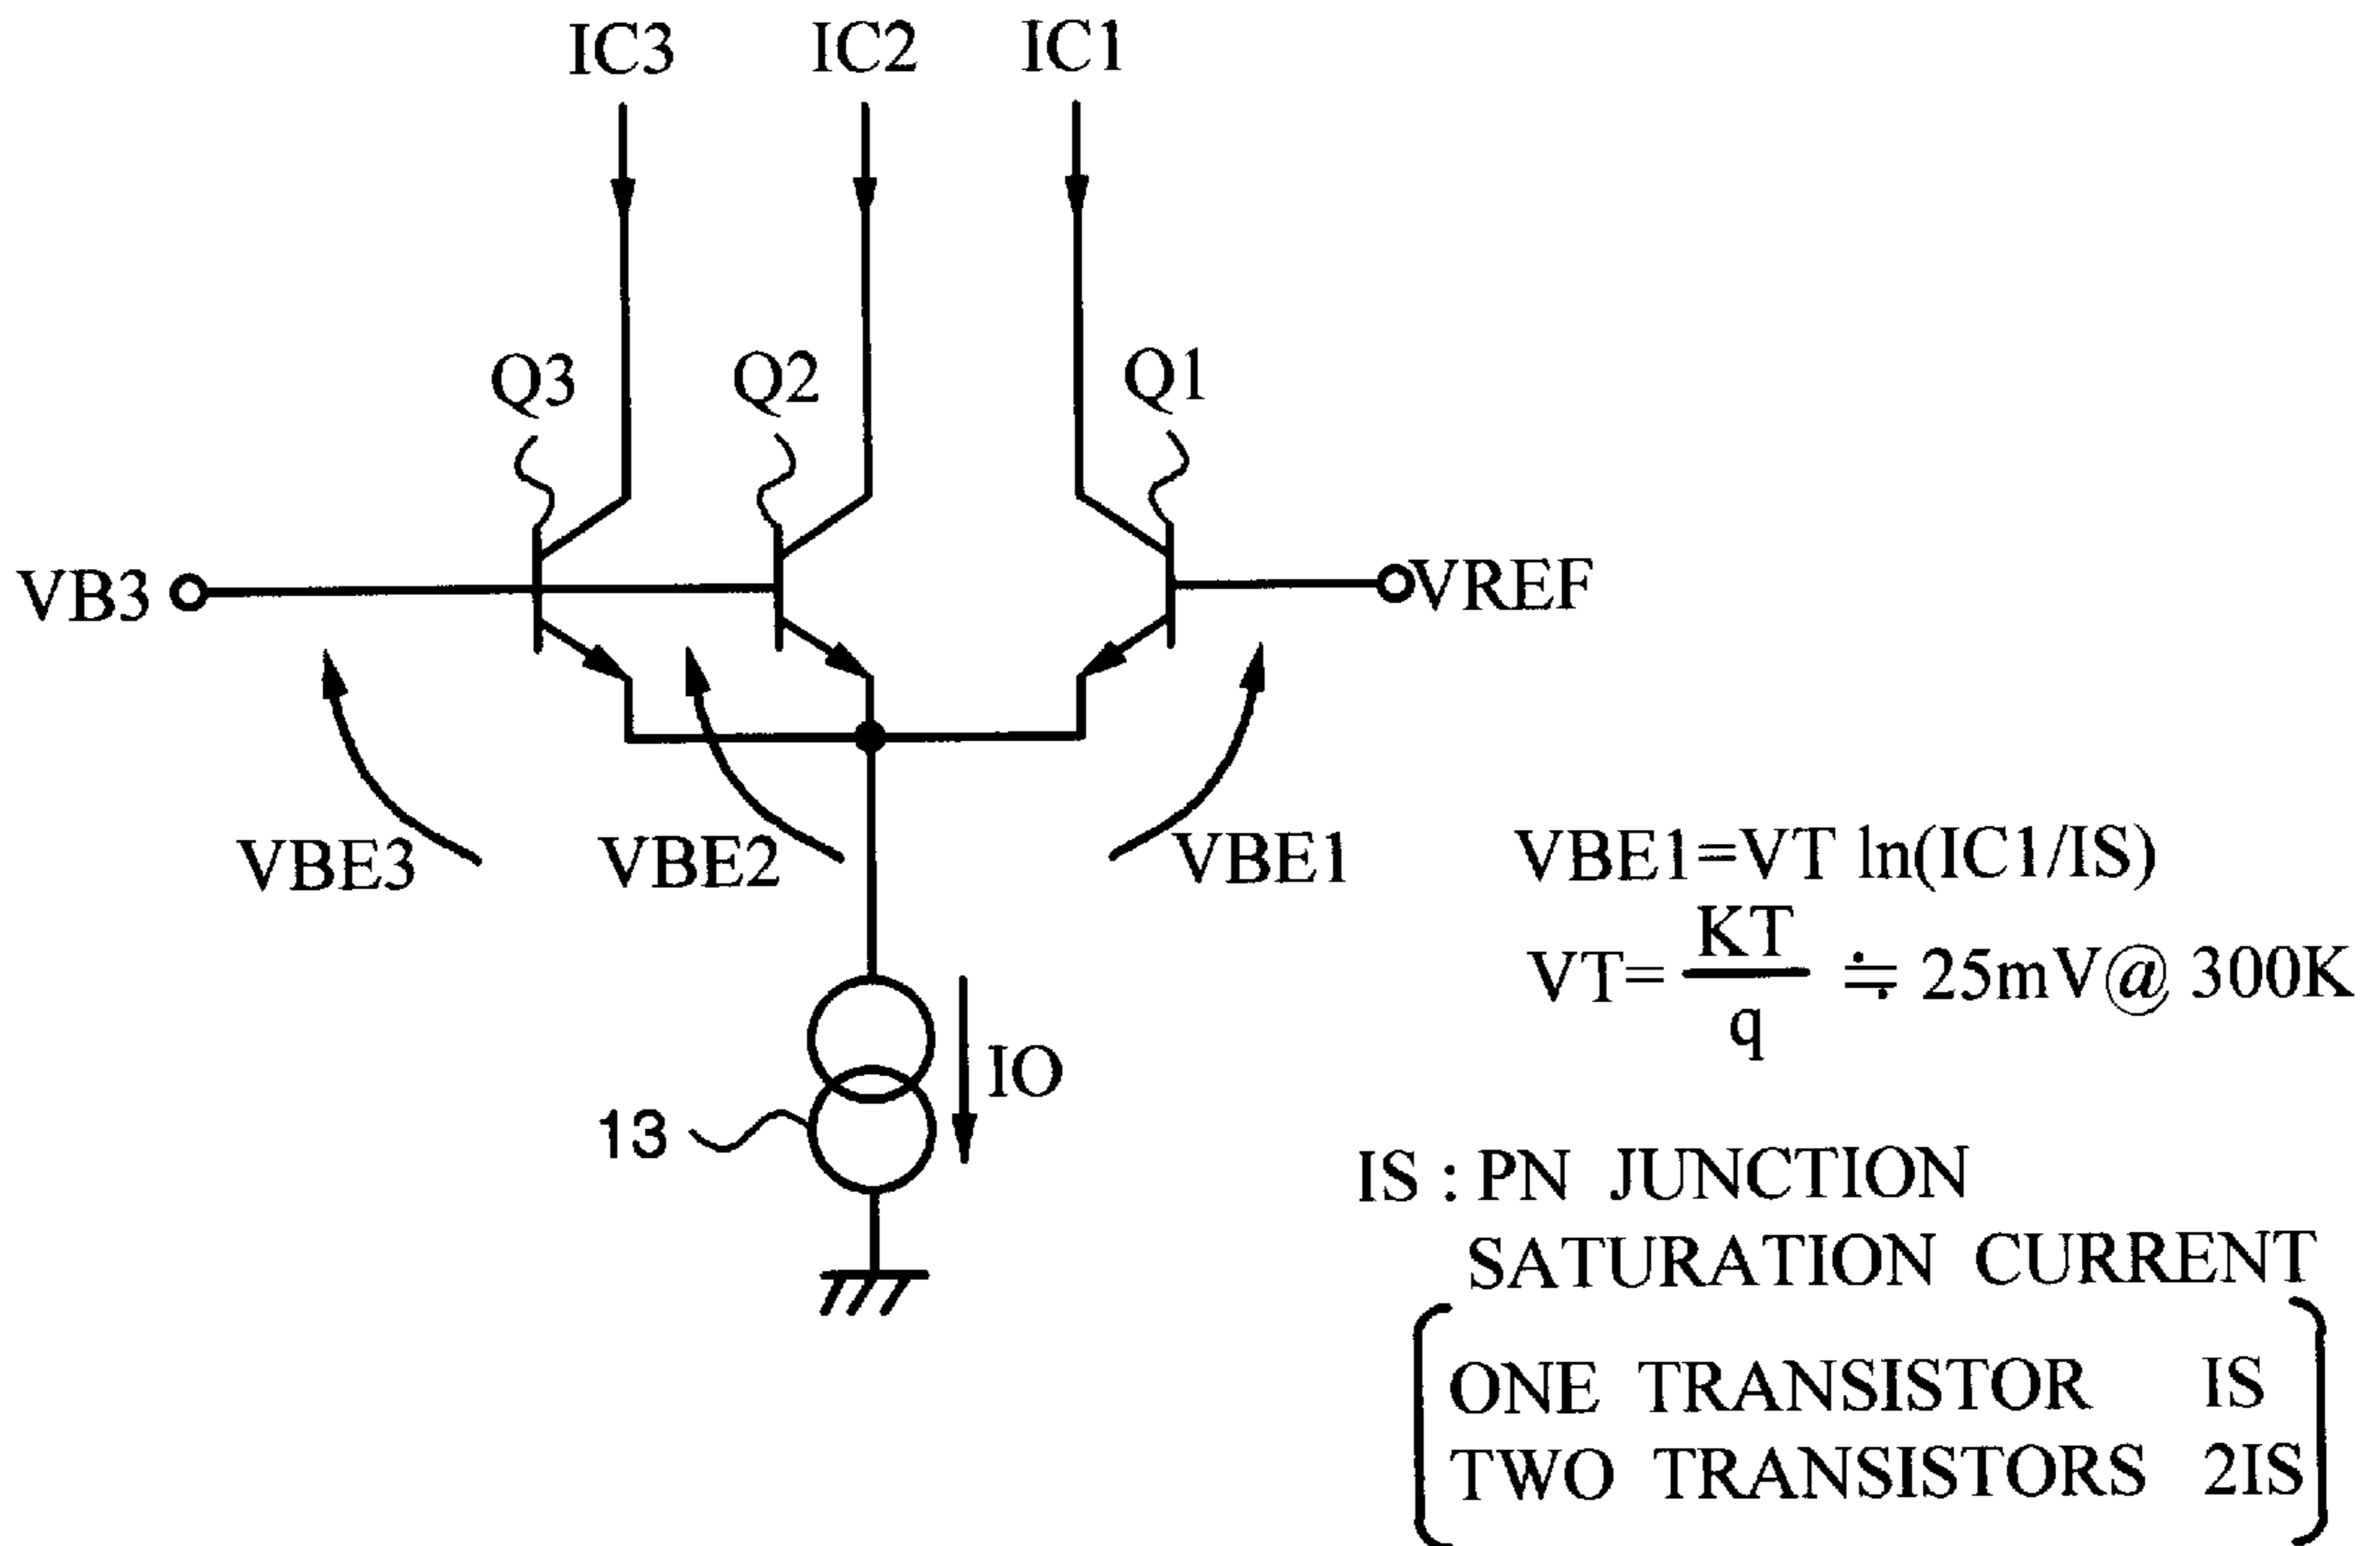 IC3 IC2 IC1
Q3 Q2 Q1
VB3 VREF
VBE3 VBE2 VBE1
VBE1=VT ln(IC1/IS)
VT= KT/q ≒ 25mV@ 300K
IO
13
IS : PN JUNCTION
SATURATION CURRENT
ONE TRANSISTOR IS
TWO TRANSISTORS 2IS